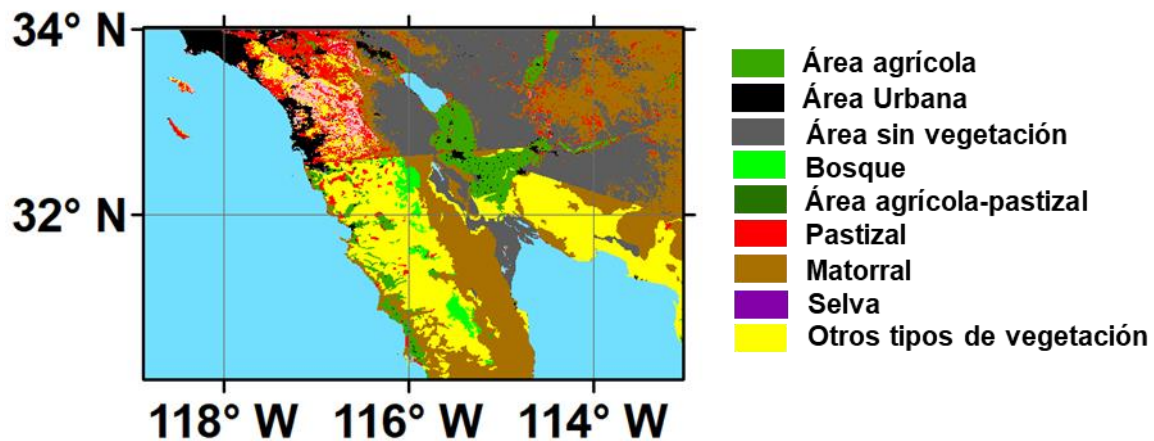 34° N
32° N
118° W 116° W 114° W
Área agrícola
Área Urbana
Área sin vegetación
Bosque
Área agrícola-pastizal
Pastizal
Matorral
Selva
Otros tipos de vegetación